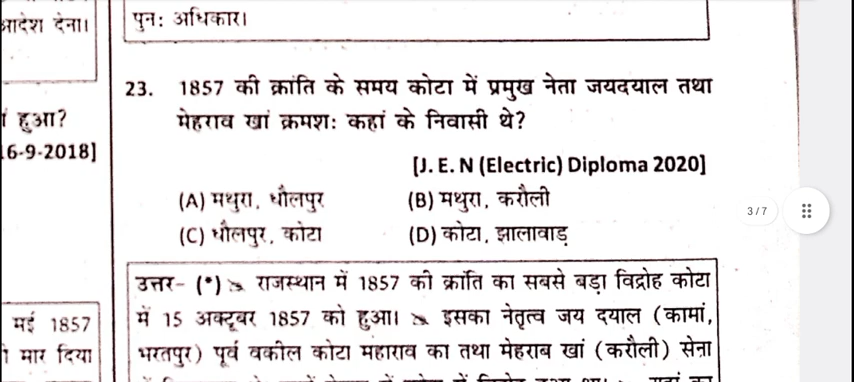 आदेश देना।
पुन: अधिकार।
हुआ?
6-9-2018]
23. 1857 की क्रांति के समय कोटा में प्रमुख नेता जयदयाल तथा
मेहराव खां क्रमश: कहां के निवासी थे?
[J. E. N (Electric) Diploma 2020]
(A) मथुरा, धौलपुर (B) मथुरा, करौली
(C) धौलपुर, कोटा (D) कोटा, झालावाड़
3 / 7
मई 1857
मार दिया
उत्तर- (*) राजस्थान में 1857 की क्रांति का सबसे बड़ा विद्रोह कोटा
में 15 अक्टूबर 1857 को हुआ। इसका नेतृत्व जय दयाल (कामां,
भरतपुर) पूर्व वकील कोटा महाराव का तथा मेहराब खां (करौली) सेना